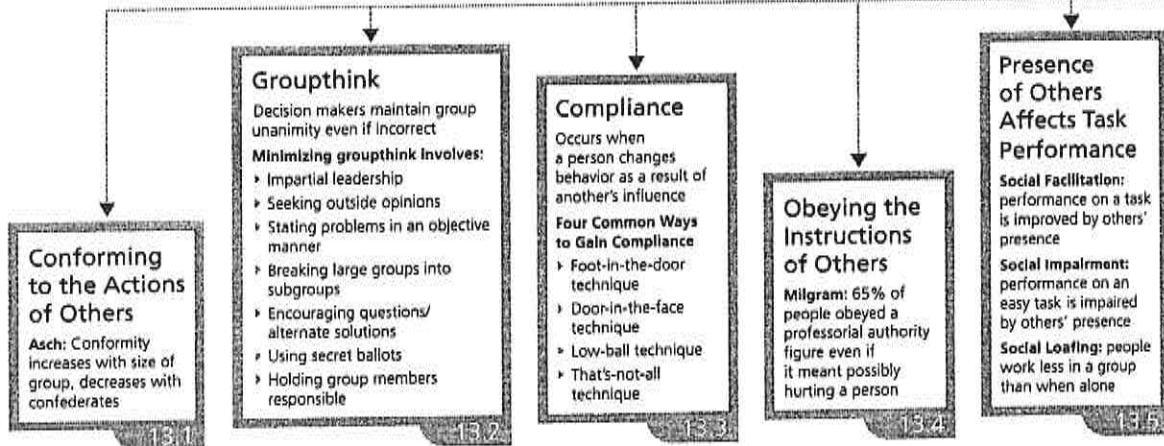 Conforming
to the Actions
of Others
Asch: Conformity
increases with size of
group, decreases with
confederates
13.1
Groupthink
Decision makers maintain group
unanimity even if incorrect
Minimizing groupthink involves:
▸ Impartial leadership
▸ Seeking outside opinions
▸ Stating problems in an objective
manner
▸ Breaking large groups into
subgroups
▸ Encouraging questions/
alternate solutions
▸ Using secret ballots
▸ Holding group members
responsible
13.2
Compliance
Occurs when
a person changes
behavior as a result of
another's influence
Four Common Ways
to Gain Compliance
▸ Foot-in-the-door
technique
▸ Door-in-the-face
technique
▸ Low-ball technique
▸ That's-not-all
technique
13.3
Obeying the
Instructions
of Others
Milgram: 65% of
people obeyed a
professorial authority
figure even if
it meant possibly
hurting a person
13.4
Presence
of Others
Affects Task
Performance
Social Facilitation:
performance on a task
is improved by others'
presence
Social Impairment:
performance on an
easy task is impaired
by others' presence
Social Loafing: people
work less in a group
than when alone
13.5